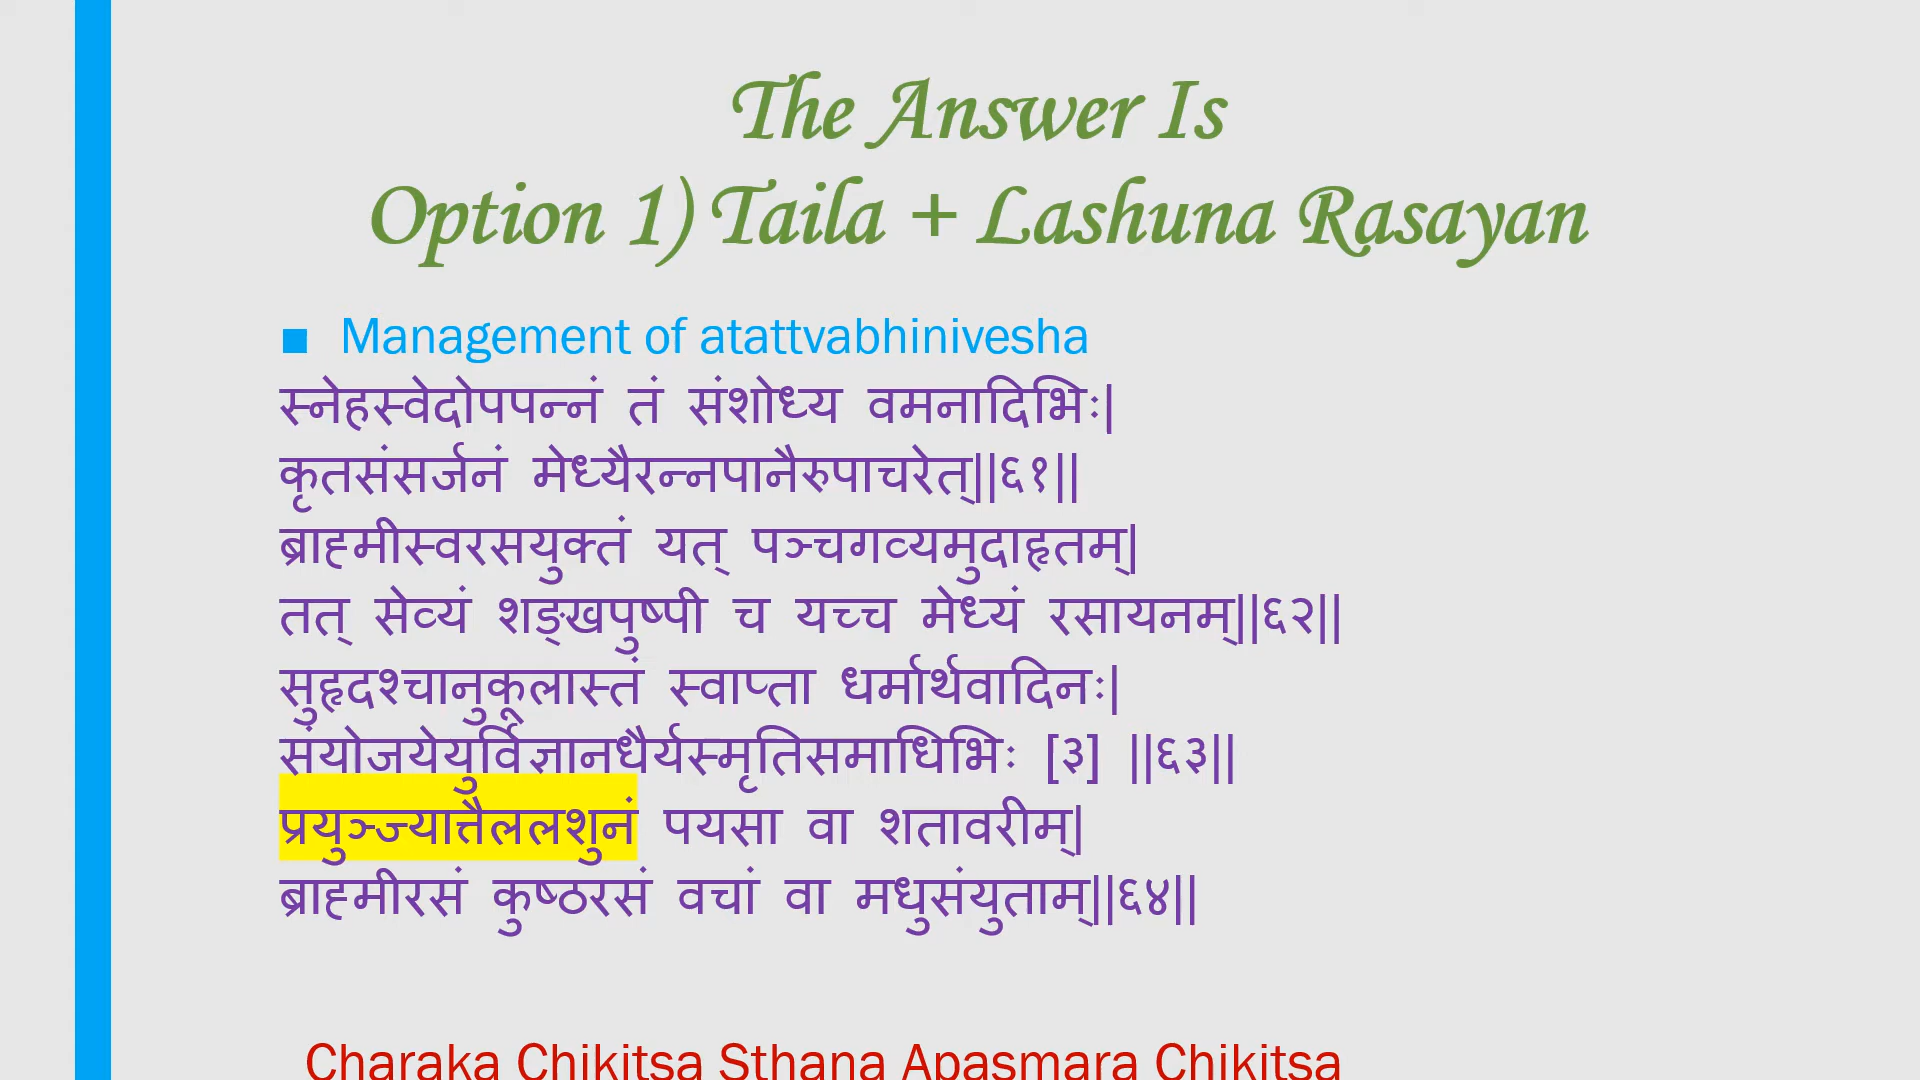 The Answer Is
Option 1) Taila + Lashuna Rasayan
■ Management of atattvabhinivesha
स्नेहस्वेदोपपन्नं तं संशोध्य वमनादिभिः|
कृतसंसर्जनं मेध्यैरन्नपानैरुपाचरेत्||६१||
ब्राह्मीस्वरसयुक्तं यत् पञ्चगव्यमुदाहृतम्|
तत् सेव्यं शङ्खपुष्पी च यच्च मेध्यं रसायनम्||६२||
सुहृदश्चानुकूलास्तं स्वाप्ता धर्मार्थवादिनः|
संयोजयेयुर्विज्ञानधैर्यस्मृतिसमाधिभिः [३] ||६३||
प्रयुञ्ज्यात्तैललशुनं पयसा वा शतावरीम्|
ब्राह्मीरसं कुष्ठरसं वचां वा मधुसंयुताम्||६४||
Charaka Chikitsa Sthana Apasmara Chikitsa